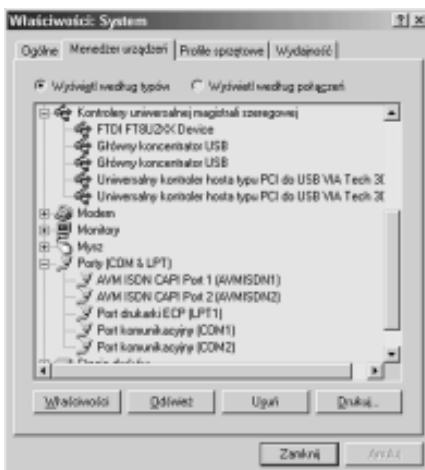 Właściwości: System
Ogólne Menedżer urządzeń Profile sprzętowe Wydajność
Wyświetl według typów Wyświetl według połączeń
Kontrolery uniwersalnej magistrali szeregowej
FTDI FT8U2XX Device
Główny koncentrator USB
Główny koncentrator USB
Uniwersalny kontroler hosta typu PCI do USB VIA Tech 3
Uniwersalny kontroler hosta typu PCI do USB VIA Tech 3
Modem
Monitory
Mysz
Porty (COM & LPT)
AVM ISDN CAPI Port 1 (AVMISDN1)
AVM ISDN CAPI Port 2 (AVMISDN2)
Port drukarki ECP (LPT1)
Port komunikacyjny (COM1)
Port komunikacyjny (COM2)
Właściwości Odśwież Usuń Drukuj...
Zamknij Anuluj